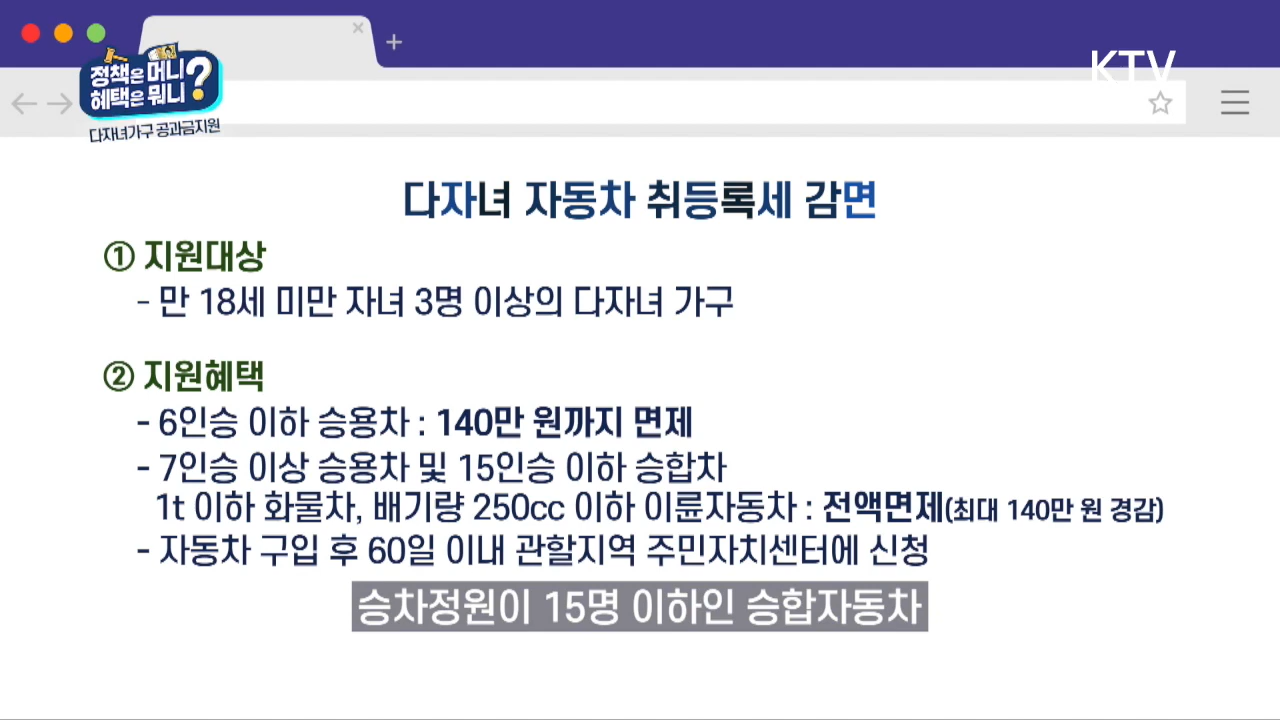 정책은 머니?
혜택은 뭐니
다자녀가구 공과금지원
KTV
다자녀 자동차 취등록세 감면
① 지원대상
- 만 18세 미만 자녀 3명 이상의 다자녀 가구
② 지원혜택
- 6인승 이하 승용차 : 140만 원까지 면제
- 7인승 이상 승용차 및 15인승 이하 승합차
1t 이하 화물차, 배기량 250cc 이하 이륜자동차 : 전액면제(최대 140만 원 경감)
- 자동차 구입 후 60일 이내 관할지역 주민자치센터에 신청
승차정원이 15명 이하인 승합자동차